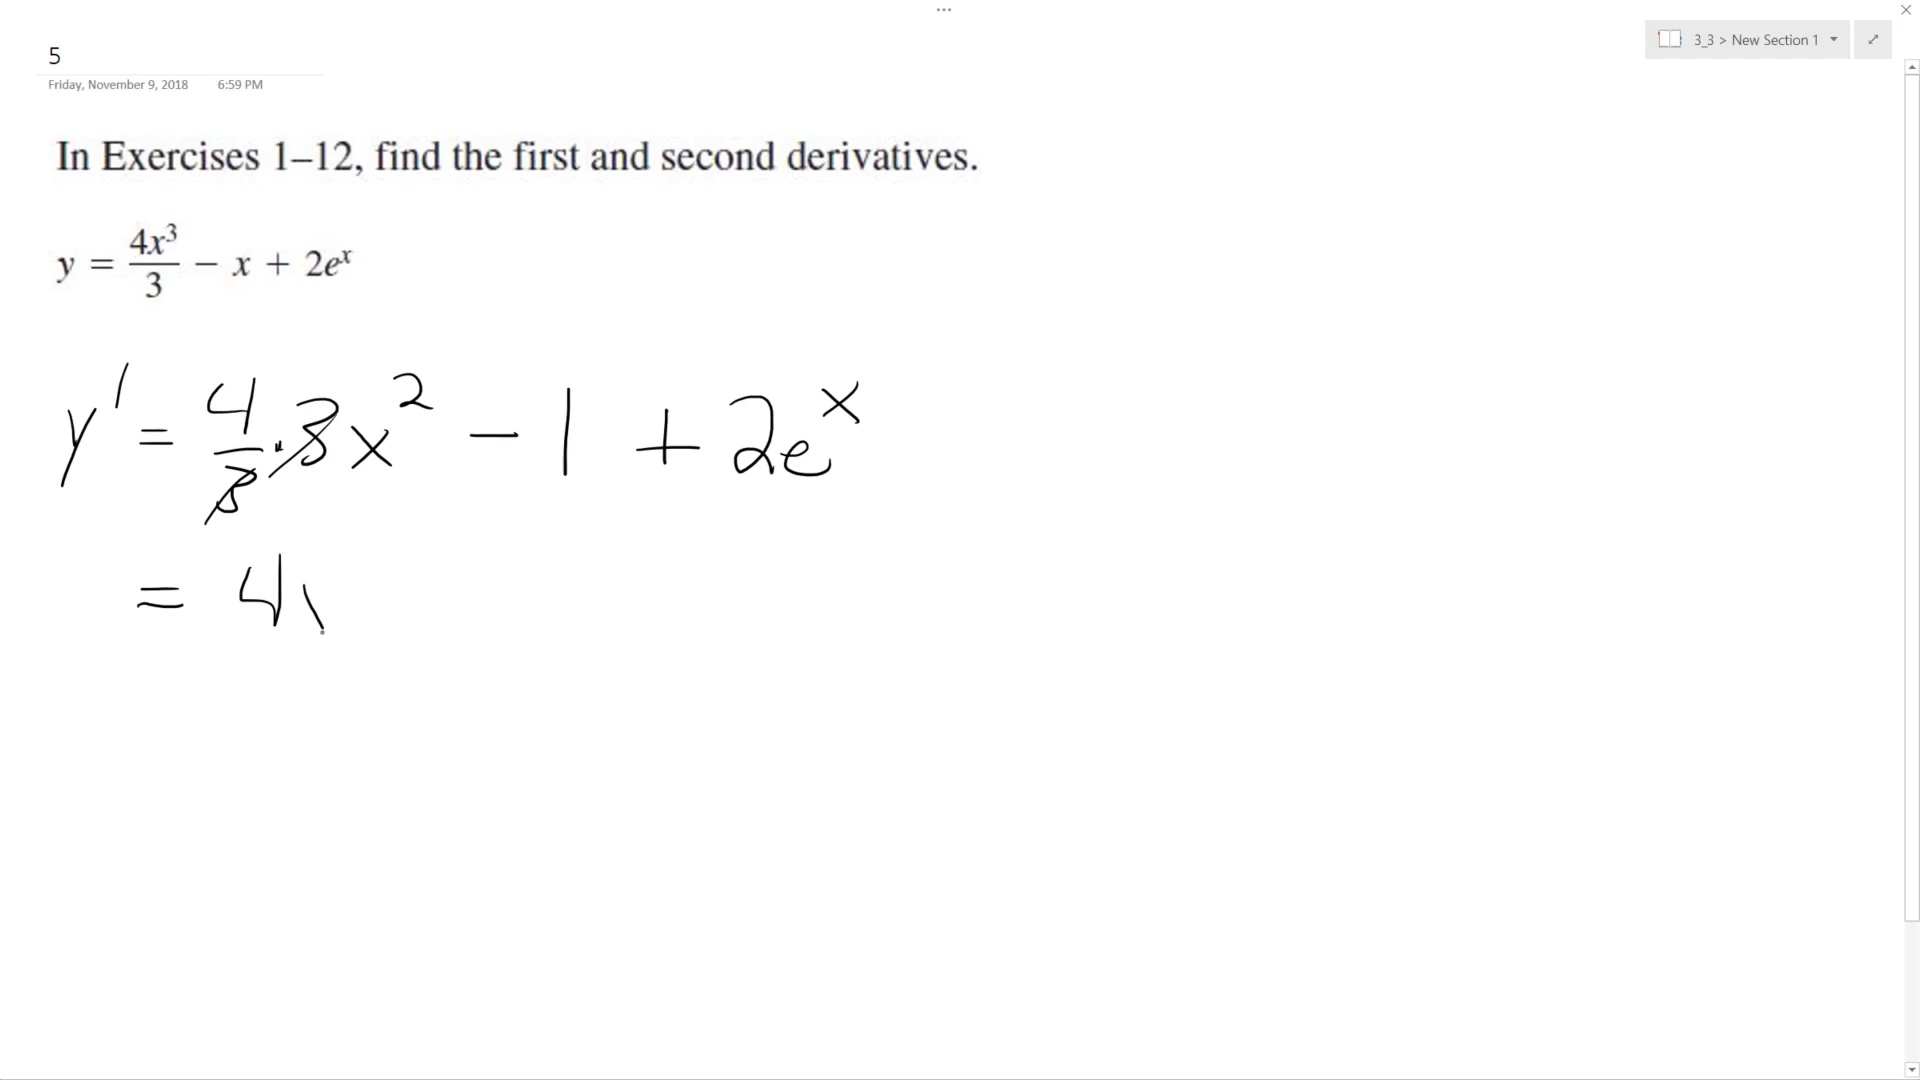 ...
3_3 > New Section 1
5
Friday, November 9, 2018 6:59 PM
In Exercises 1–12, find the first and second derivatives.
y = 4x³/3 − x + 2eˣ
y' = 4/3 · 3x² − 1 + 2eˣ
= 4\